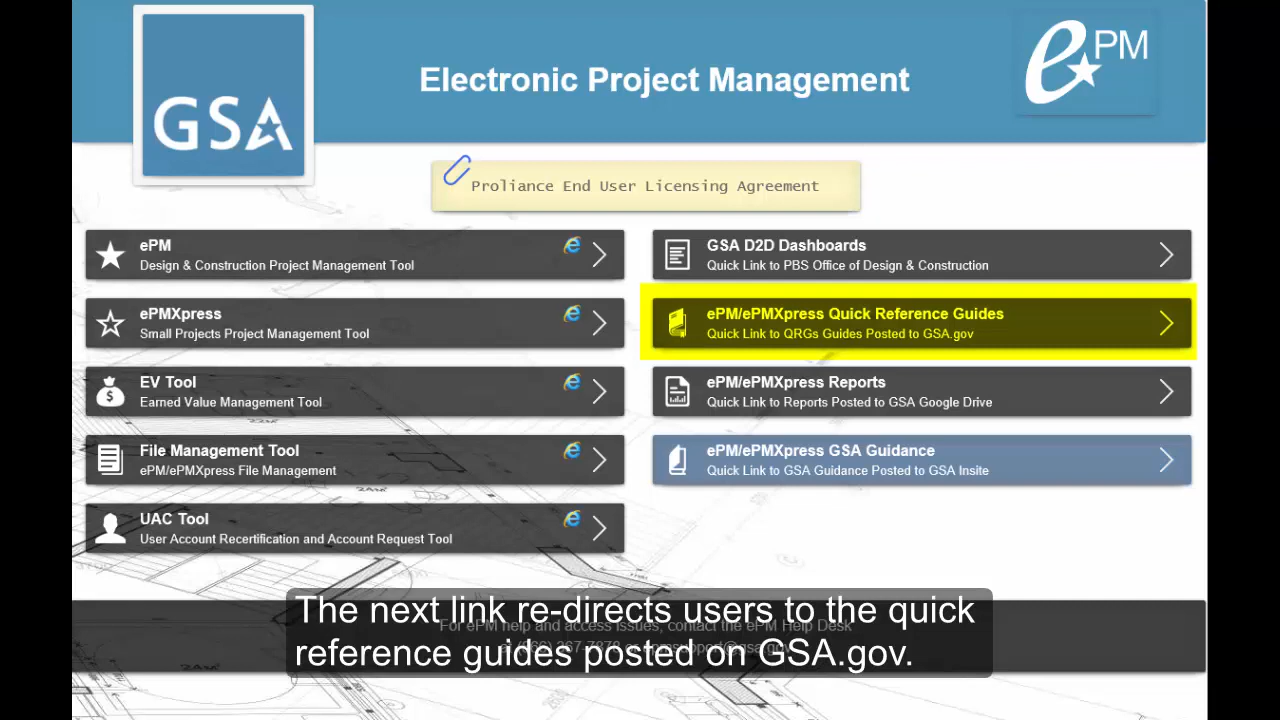 GSA
Electronic Project Management
ePM
Proliance End User Licensing Agreement
ePM
Design & Construction Project Management Tool
ePMXpress
Small Projects Project Management Tool
EV Tool
Earned Value Management Tool
File Management Tool
ePM/ePMXpress File Management
UAC Tool
User Account Recertification and Account Request Tool
GSA D2D Dashboards
Quick Link to PBS Office of Design & Construction
ePM/ePMXpress Quick Reference Guides
Quick Link to QRGs Guides Posted to GSA.gov
ePM/ePMXpress Reports
Quick Link to Reports Posted to GSA Google Drive
ePM/ePMXpress GSA Guidance
Quick Link to GSA Guidance Posted to GSA Insite
For ePM help and access issues, contact the ePM Help Desk
The next link re-directs users to the quick
reference guides posted on GSA.gov.